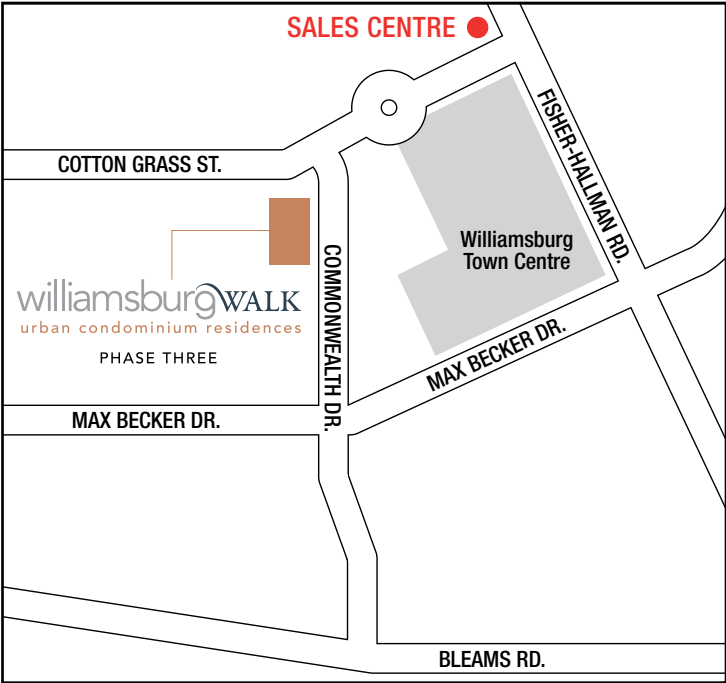 SALES CENTRE
FISHER-HALLMAN RD.
COTTON GRASS ST.
Williamsburg
Town Centre
COMMONWEALTH DR.
williamsburgWALK
urban condominium residences
PHASE THREE
MAX BECKER DR.
MAX BECKER DR.
BLEAMS RD.